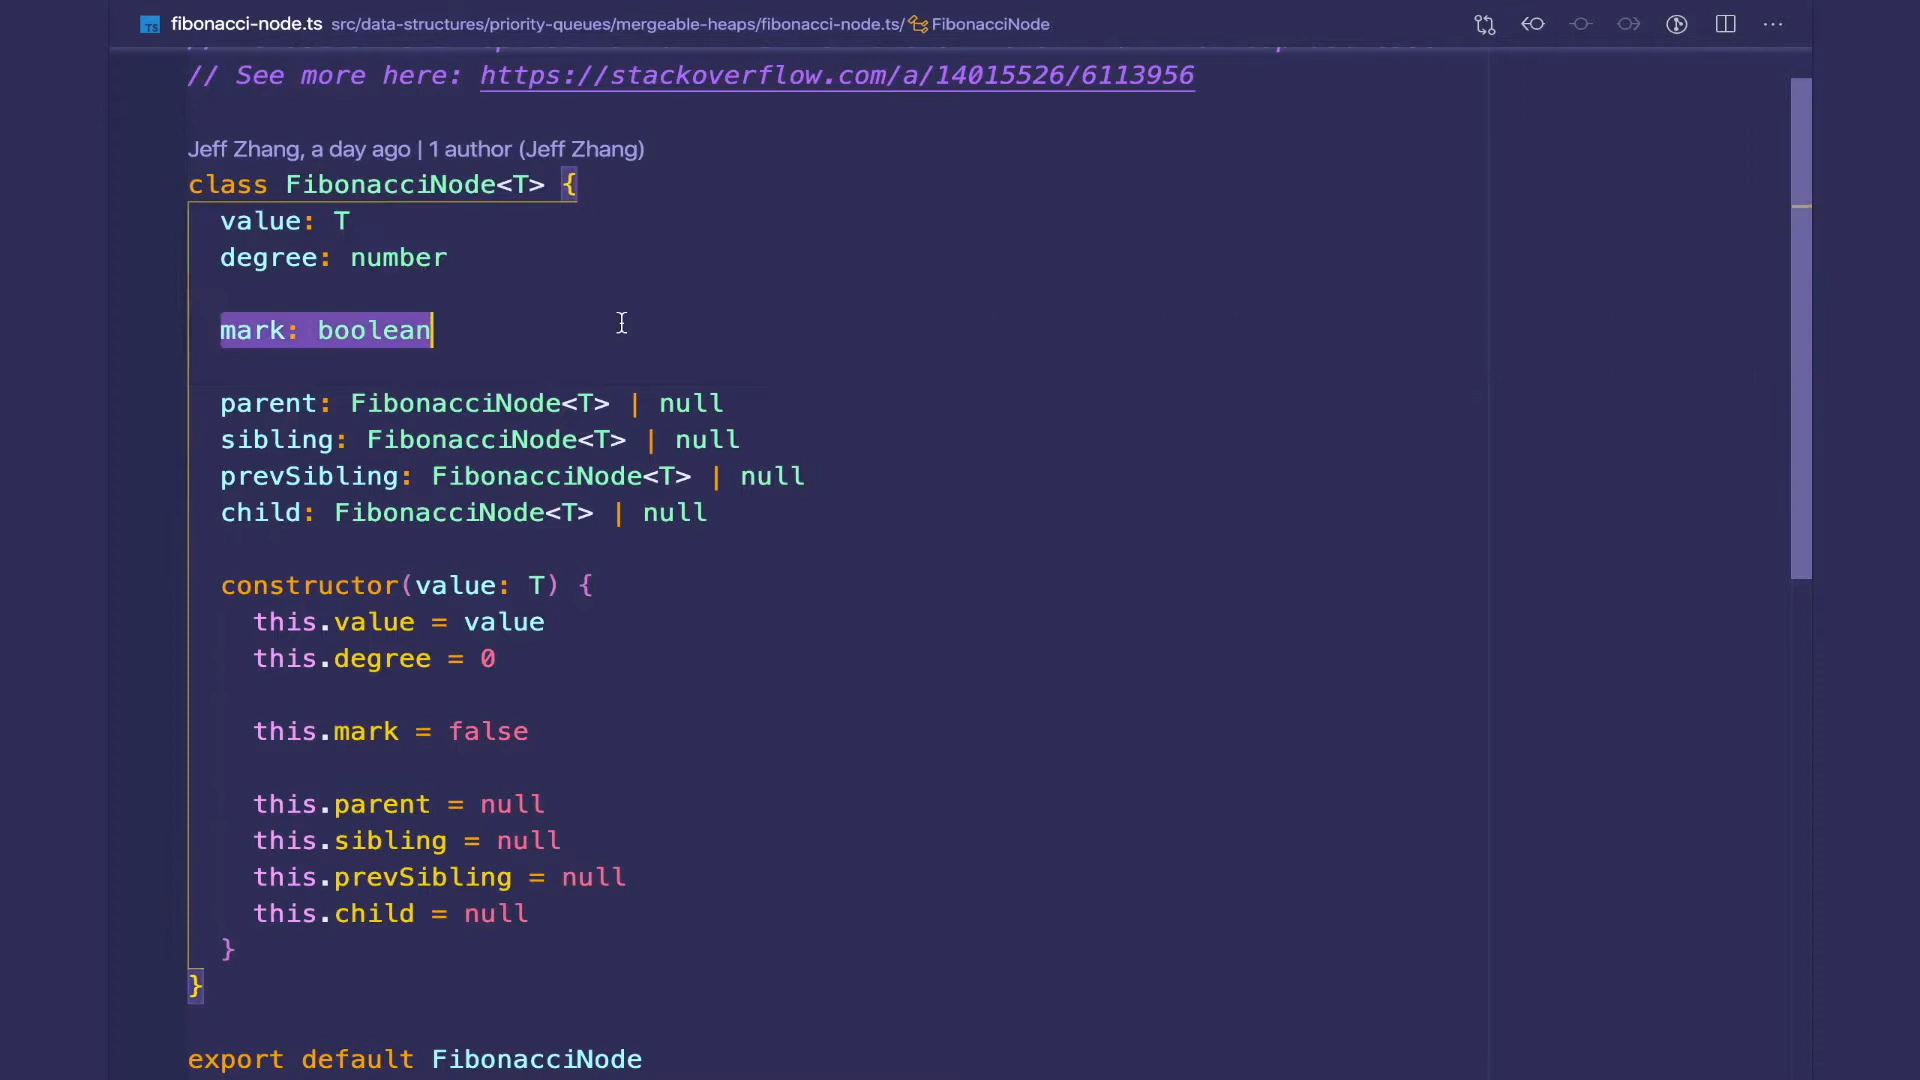 TS fibonacci-node.ts src/data-structures/priority-queues/mergeable-heaps/fibonacci-node.ts/ FibonacciNode
// See more here: https://stackoverflow.com/a/14015526/6113956
Jeff Zhang, a day ago | 1 author (Jeff Zhang)
class FibonacciNode<T> {
value: T
degree: number
mark: boolean
parent: FibonacciNode<T> | null
sibling: FibonacciNode<T> | null
prevSibling: FibonacciNode<T> | null
child: FibonacciNode<T> | null
constructor(value: T) {
this.value = value
this.degree = 0
this.mark = false
this.parent = null
this.sibling = null
this.prevSibling = null
this.child = null
}
}
export default FibonacciNode